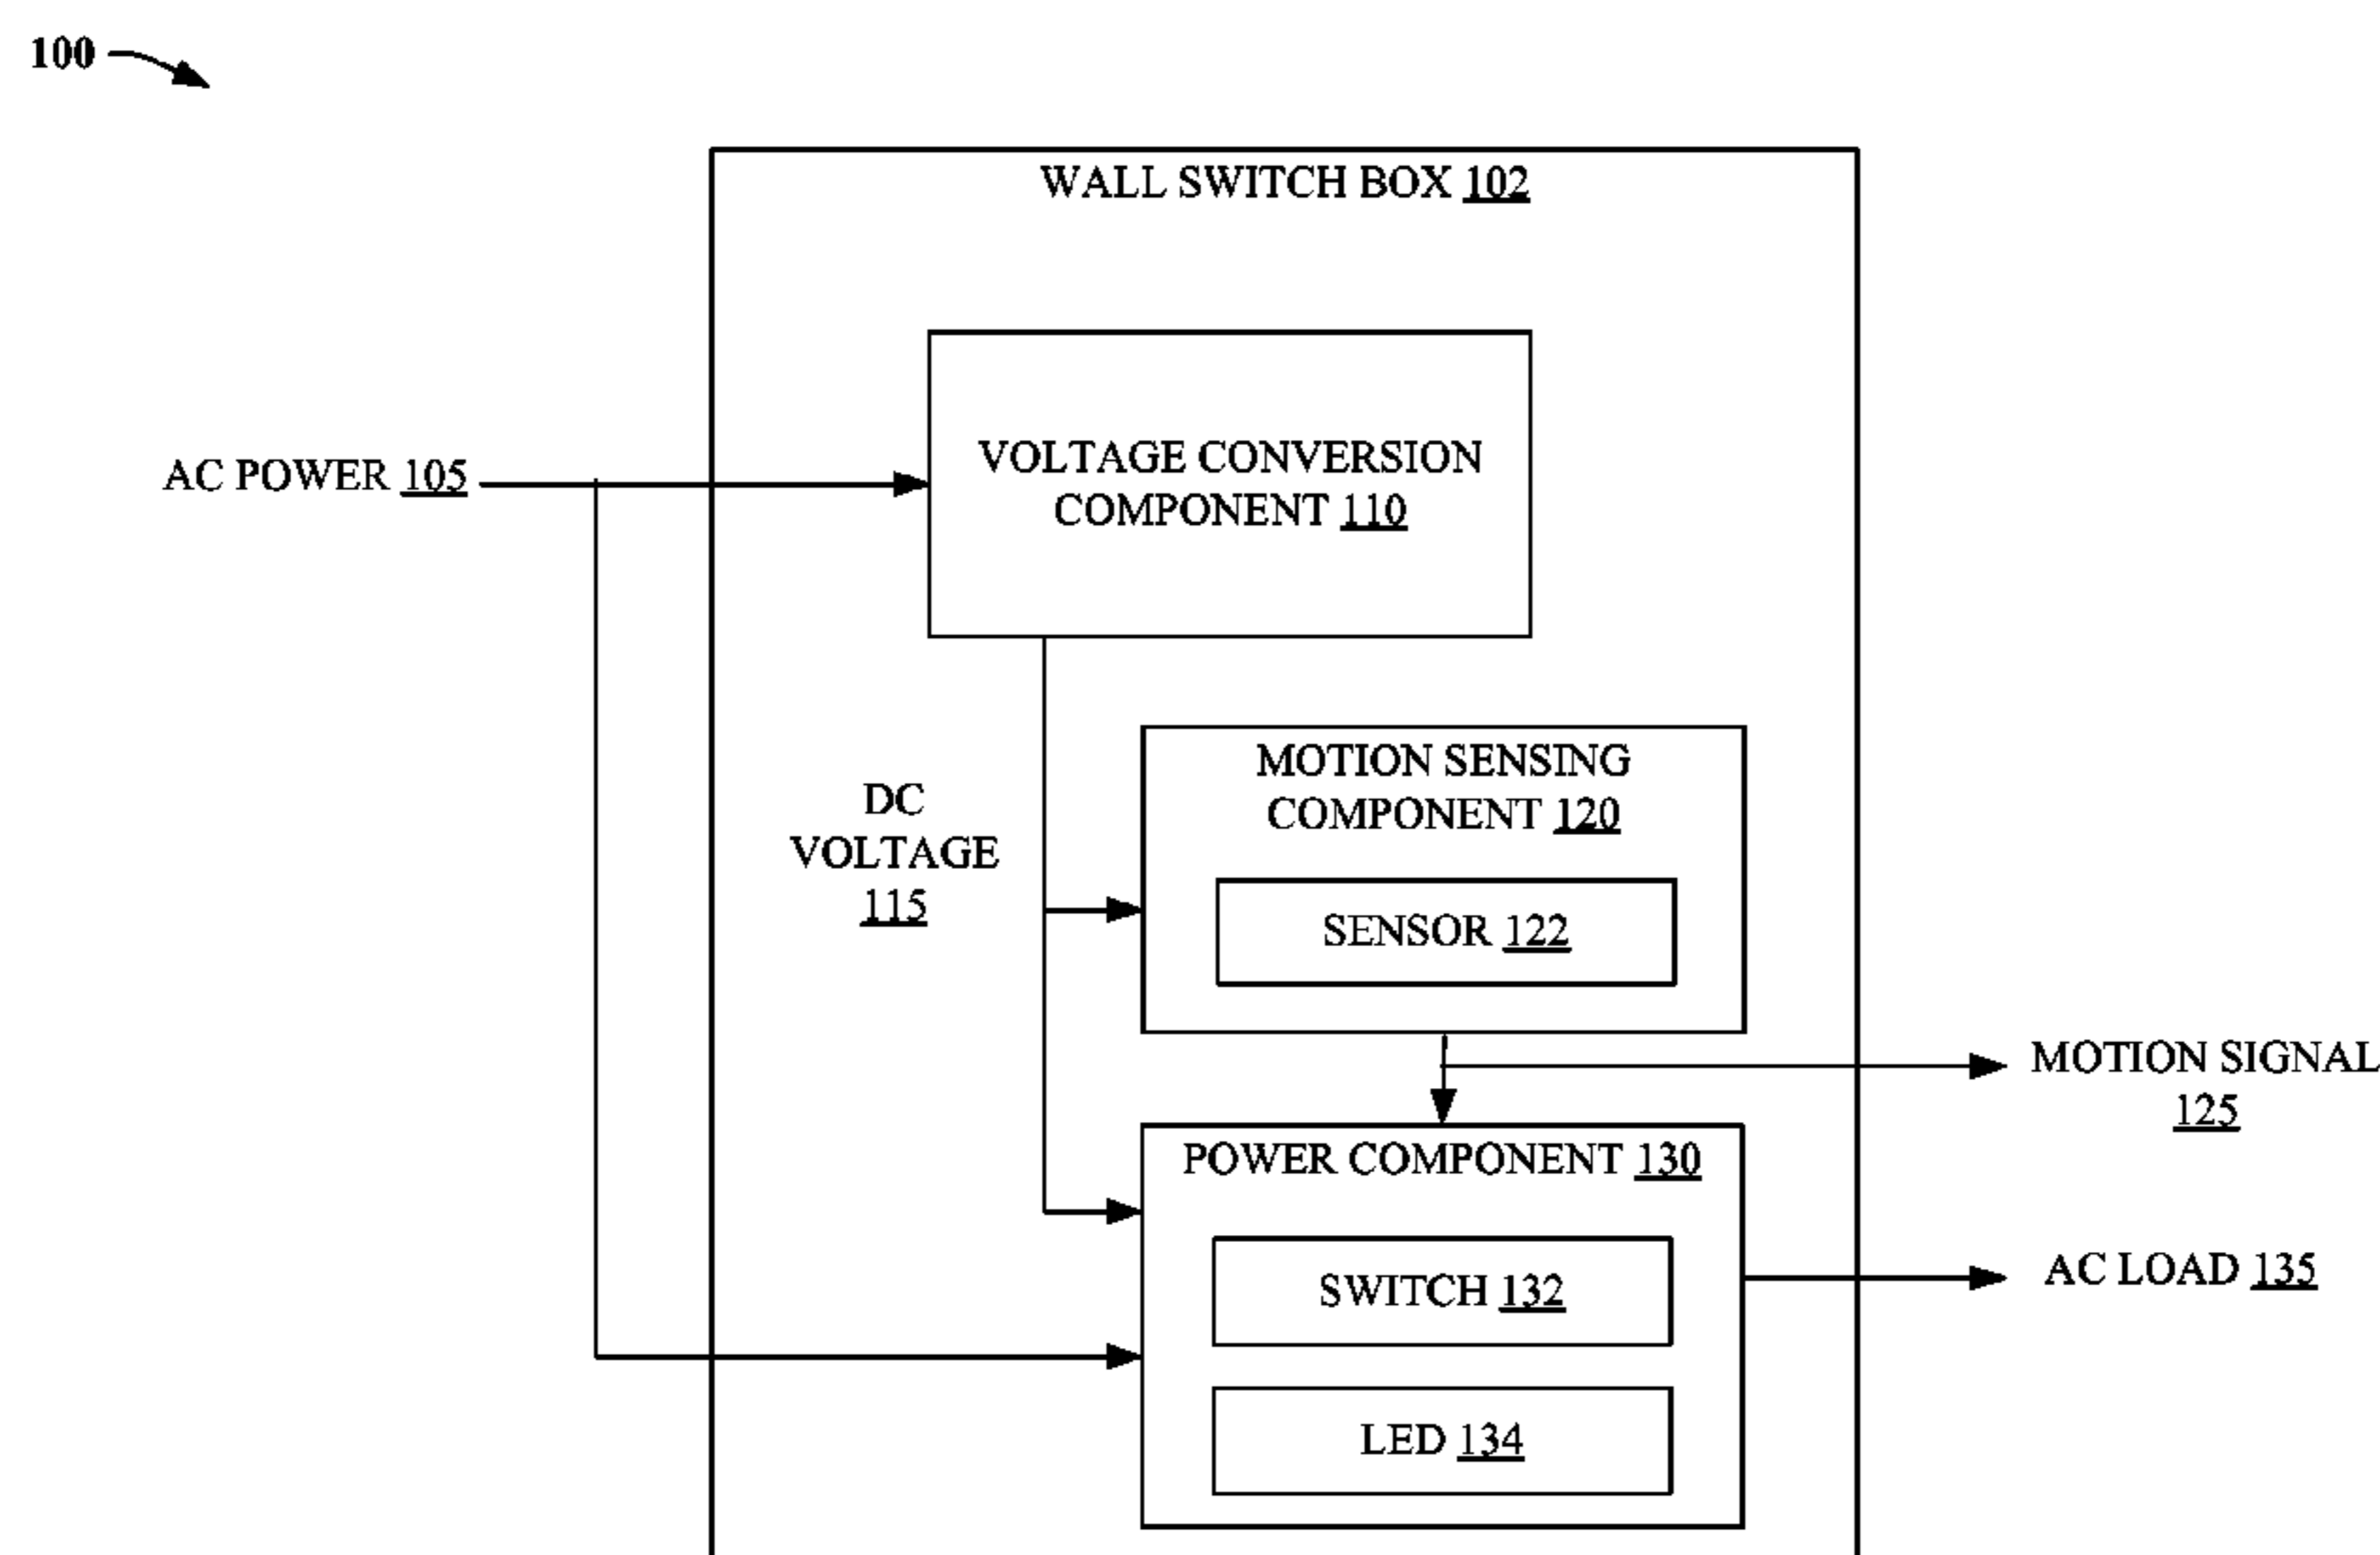 100
WALL SWITCH BOX 102
VOLTAGE CONVERSION
COMPONENT 110
AC POWER 105
MOTION SENSING
COMPONENT 120
DC
VOLTAGE
115
SENSOR 122
MOTION SIGNAL
125
POWER COMPONENT 130
SWITCH 132
AC LOAD 135
LED 134